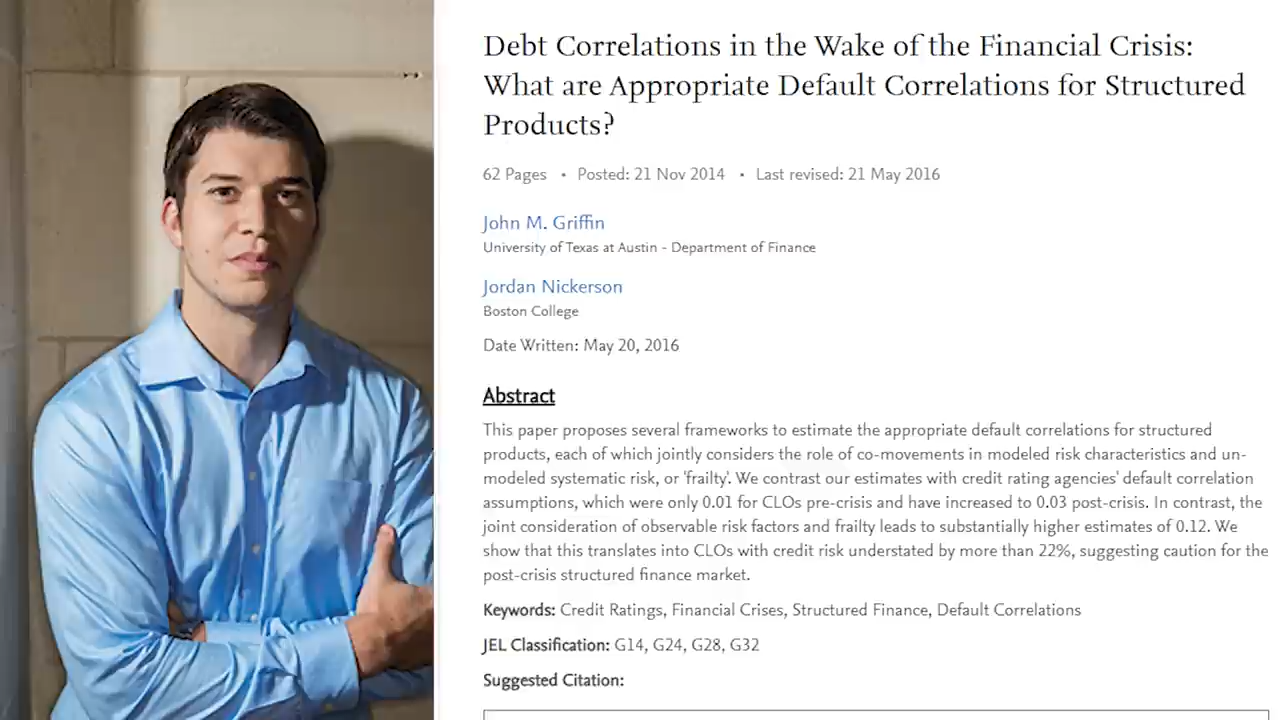 Debt Correlations in the Wake of the Financial Crisis:
What are Appropriate Default Correlations for Structured
Products?
62 Pages • Posted: 21 Nov 2014 • Last revised: 21 May 2016
John M. Griffin
University of Texas at Austin - Department of Finance
Jordan Nickerson
Boston College
Date Written: May 20, 2016
Abstract
This paper proposes several frameworks to estimate the appropriate default correlations for structured
products, each of which jointly considers the role of co-movements in modeled risk characteristics and un-
modeled systematic risk, or 'frailty'. We contrast our estimates with credit rating agencies' default correlation
assumptions, which were only 0.01 for CLOs pre-crisis and have increased to 0.03 post-crisis. In contrast, the
joint consideration of observable risk factors and frailty leads to substantially higher estimates of 0.12. We
show that this translates into CLOs with credit risk understated by more than 22%, suggesting caution for the
post-crisis structured finance market.
Keywords: Credit Ratings, Financial Crises, Structured Finance, Default Correlations
JEL Classification: G14, G24, G28, G32
Suggested Citation: